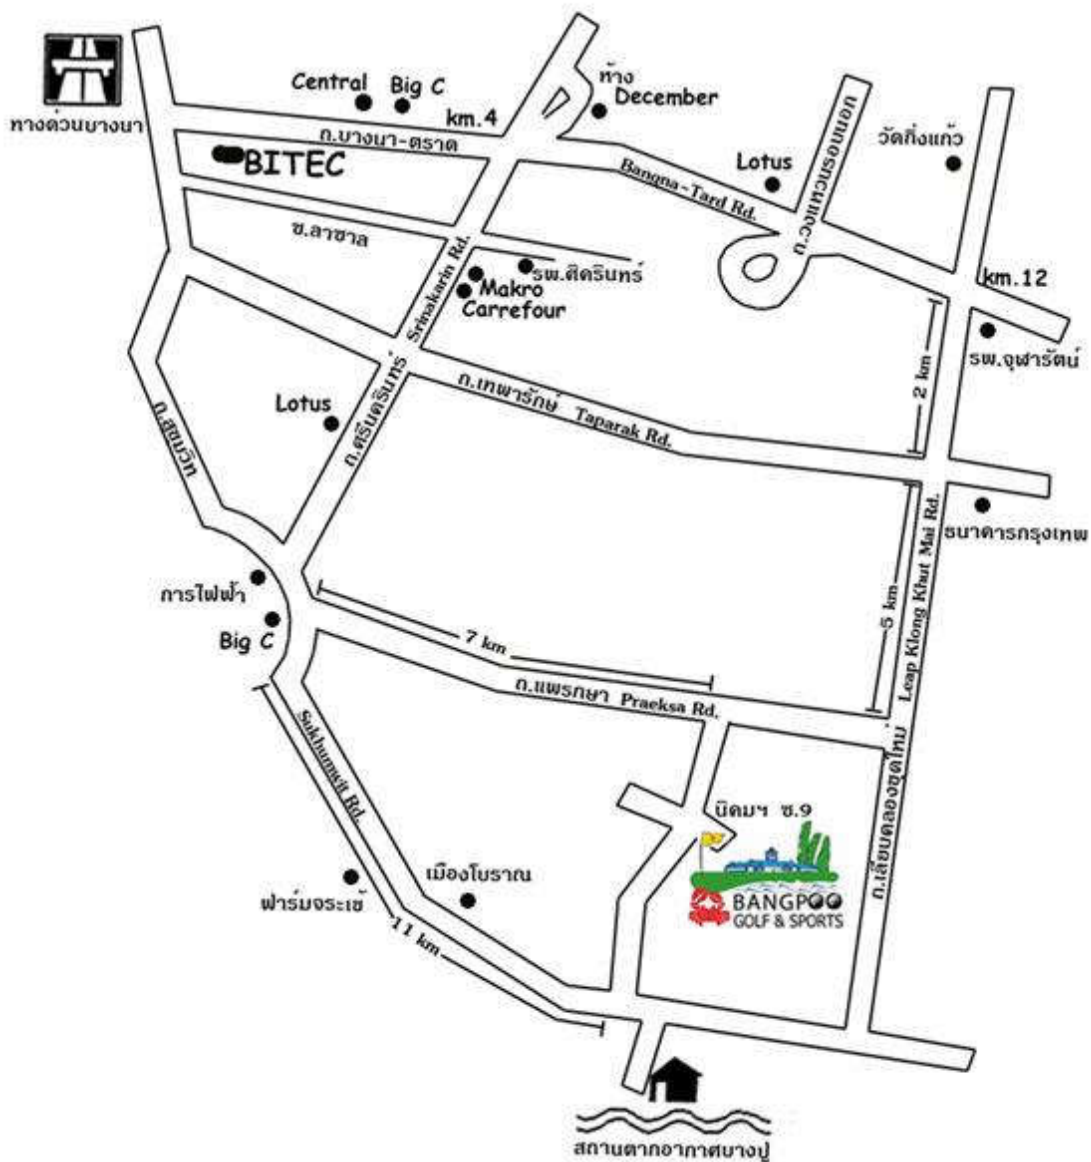 ทางด่วนบางนา
Central
Big C
km.4
ห้าง
December
ถ.บางนา-ตราด
BITEC
Bangna-Tard Rd.
Lotus
ถ.วงแหวนรอบนอก
วัดกิ่งแก้ว
ซ.ลาซาล
Srinakarin Rd.
รพ.ศิครินทร์
Makro
Carrefour
km.12
รพ.จุฬารัตน์
2 km
ถ.สุขุมวิท
Lotus
ถ.ศรีนครินทร์
ถ.เทพารักษ์ Taparak Rd.
ธนาคารกรุงเทพ
Leap Klong Khut Mai Rd.
5 km
การไฟฟ้า
Big C
7 km
ถ.แพรกษา Praeksa Rd.
ถ.เลียบคลองขุดใหม่
Sukhumwit Rd.
นิคมฯ ซ.9
BANGPOO
GOLF & SPORTS
ฟาร์มจระเข้
เมืองโบราณ
11 km
สถานตากอากาศบางปู